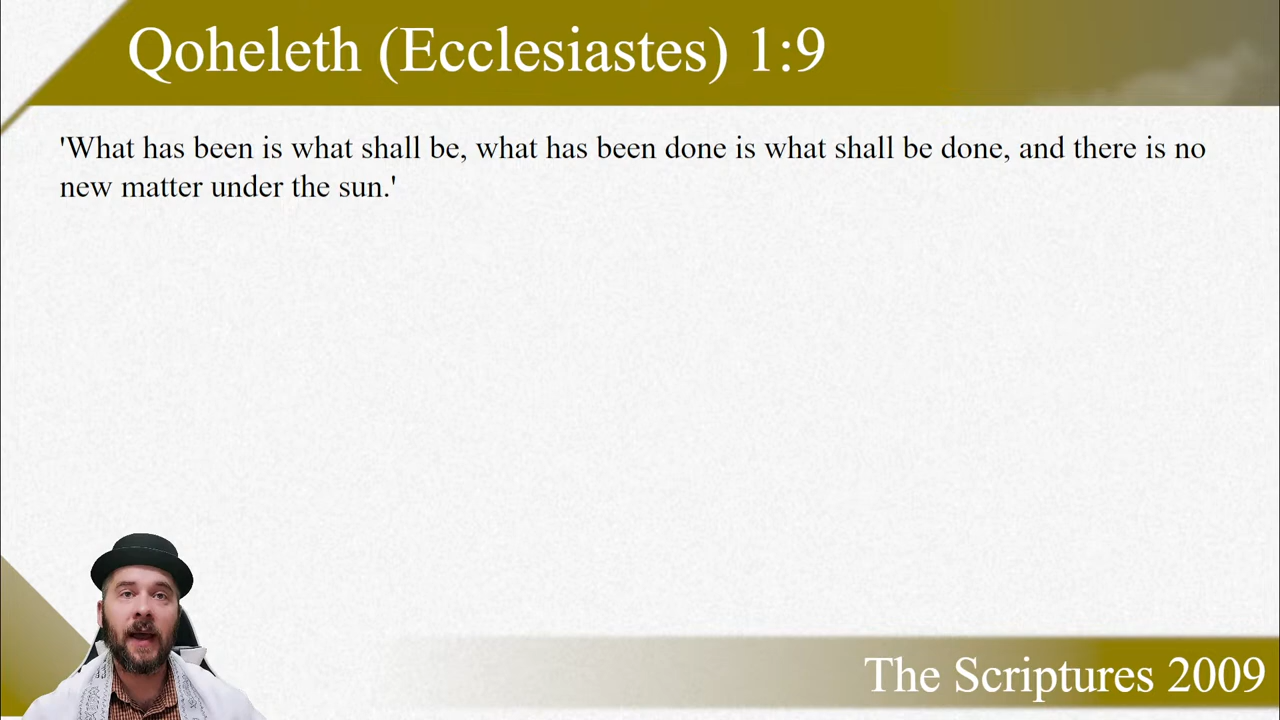 Qoheleth (Ecclesiastes) 1:9
'What has been is what shall be, what has been done is what shall be done, and there is no
new matter under the sun.'
The Scriptures 2009